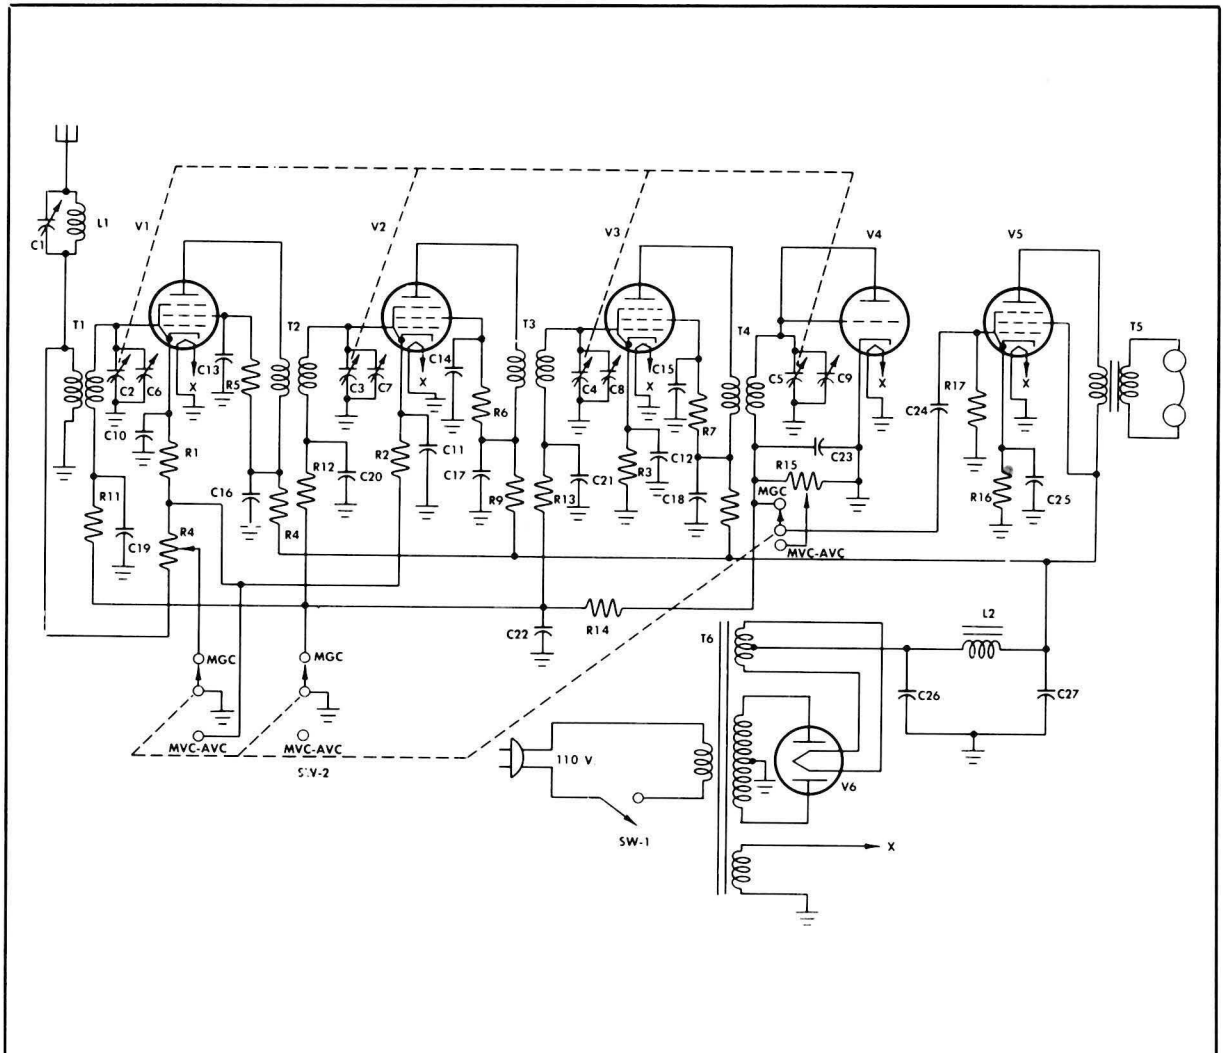 L1
C1
V1
V2
V3
V4
V5
T1
T2
T3
T4
T5
C2
C6
C13
R5
C3
C7
C14
R6
C4
C8
C15
R7
C5
C9
R17
C24
C10
R1
R12
C20
R2
C11
C17
R9
R13
C21
R3
C12
C18
C23
R15
MGC
MVC-AVC
R16
C25
R11
C19
R4
C16
R4
X
X
X
X
X
C22
R14
T6
L2
C26
C27
MGC
MGC
MVC-AVC
MVC-AVC
SW-2
110 V
SW-1
V6
X